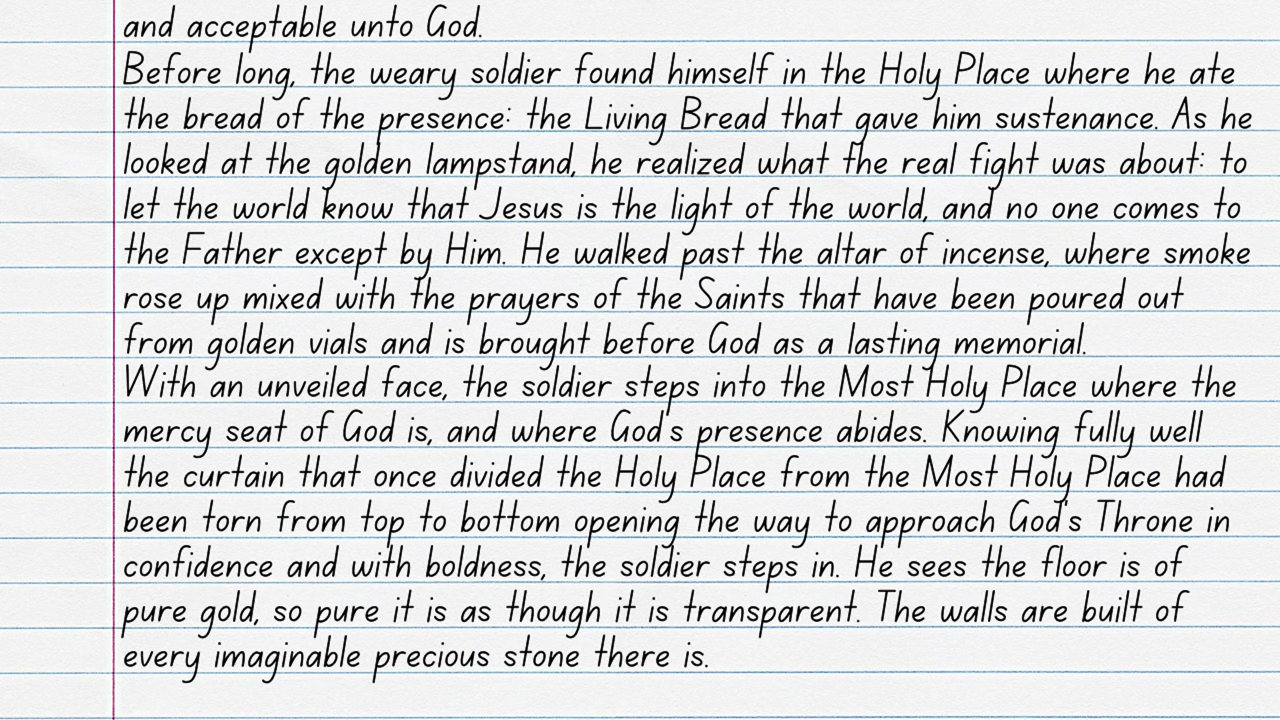 and acceptable unto God.
Before long, the weary soldier found himself in the Holy Place where he ate
the bread of the presence: the Living Bread that gave him sustenance. As he
looked at the golden lampstand, he realized what the real fight was about: to
let the world know that Jesus is the light of the world, and no one comes to
the Father except by Him. He walked past the altar of incense, where smoke
rose up mixed with the prayers of the Saints that have been poured out
from golden vials and is brought before God as a lasting memorial.
With an unveiled face, the soldier steps into the Most Holy Place where the
mercy seat of God is, and where God's presence abides. Knowing fully well
the curtain that once divided the Holy Place from the Most Holy Place had
been torn from top to bottom opening the way to approach God's Throne in
confidence and with boldness, the soldier steps in. He sees the floor is of
pure gold, so pure it is as though it is transparent. The walls are built of
every imaginable precious stone there is.